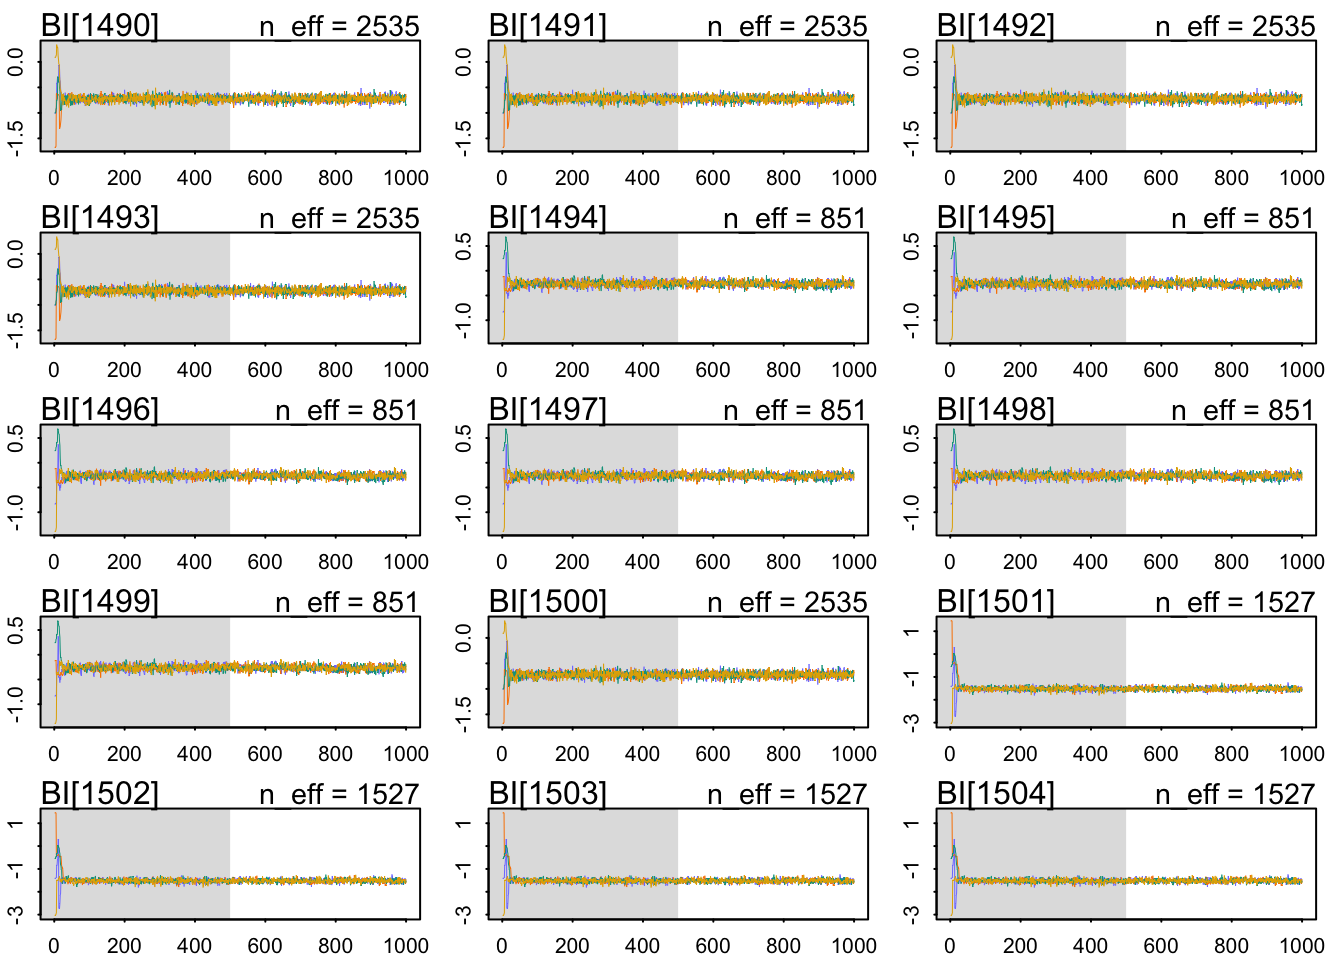 BI[1490] n_eff = 2535 BI[1491] n_eff = 2535 BI[1492] n_eff = 2535
0.0 0.0 0.0
-1.5 -1.5 -1.5
0 200 400 600 800 1000 0 200 400 600 800 1000 0 200 400 600 800 1000
BI[1493] n_eff = 2535 BI[1494] n_eff = 851 BI[1495] n_eff = 851
0.0 0.5 0.5
-1.5 -1.0 -1.0
0 200 400 600 800 1000 0 200 400 600 800 1000 0 200 400 600 800 1000
BI[1496] n_eff = 851 BI[1497] n_eff = 851 BI[1498] n_eff = 851
0.5 0.5 0.5
-1.0 -1.0 -1.0
0 200 400 600 800 1000 0 200 400 600 800 1000 0 200 400 600 800 1000
BI[1499] n_eff = 851 BI[1500] n_eff = 2535 BI[1501] n_eff = 1527
0.5 0.0 1
-1
-1.0 -1.5 -3
0 200 400 600 800 1000 0 200 400 600 800 1000 0 200 400 600 800 1000
BI[1502] n_eff = 1527 BI[1503] n_eff = 1527 BI[1504] n_eff = 1527
1 1 1
-1 -1 -1
-3 -3 -3
0 200 400 600 800 1000 0 200 400 600 800 1000 0 200 400 600 800 1000